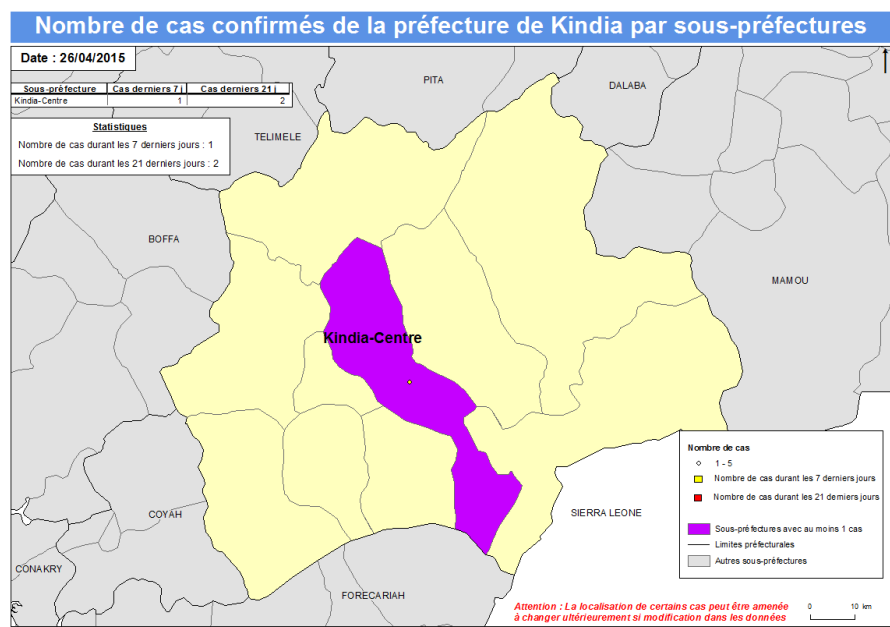 Nombre de cas confirmés de la préfecture de Kindia par sous-préfectures
Date : 26/04/2015
Sous-préfecture Cas derniers 7 j Cas derniers 21 j
Kindia-Centre 1 2
Statistiques
Nombre de cas durant les 7 derniers jours : 1
Nombre de cas durant les 21 derniers jours : 2
PITA
DALABA
TELIMELE
BOFFA
MAMOU
Kindia-Centre
COYAH
SIERRA LEONE
CONAKRY
FORECARIAH
Nombre de cas
1 - 5
Nombre de cas durant les 7 derniers jours
Nombre de cas durant les 21 derniers jours
Sous-préfectures avec au moins 1 cas
Limites préfecturales
Autres sous-préfectures
Attention : La localisation de certains cas peut être amenée
à changer ultérieurement si modification dans les données
0 10 km